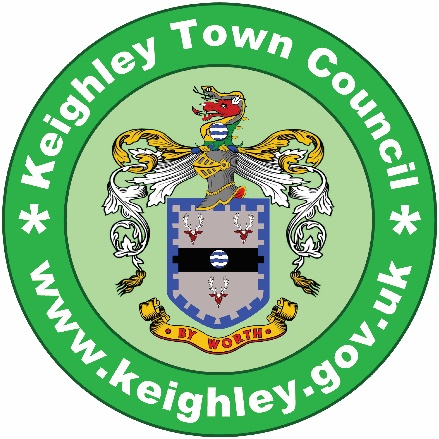 * Keighley Town Council *
BY WORTH
www.keighley.gov.uk